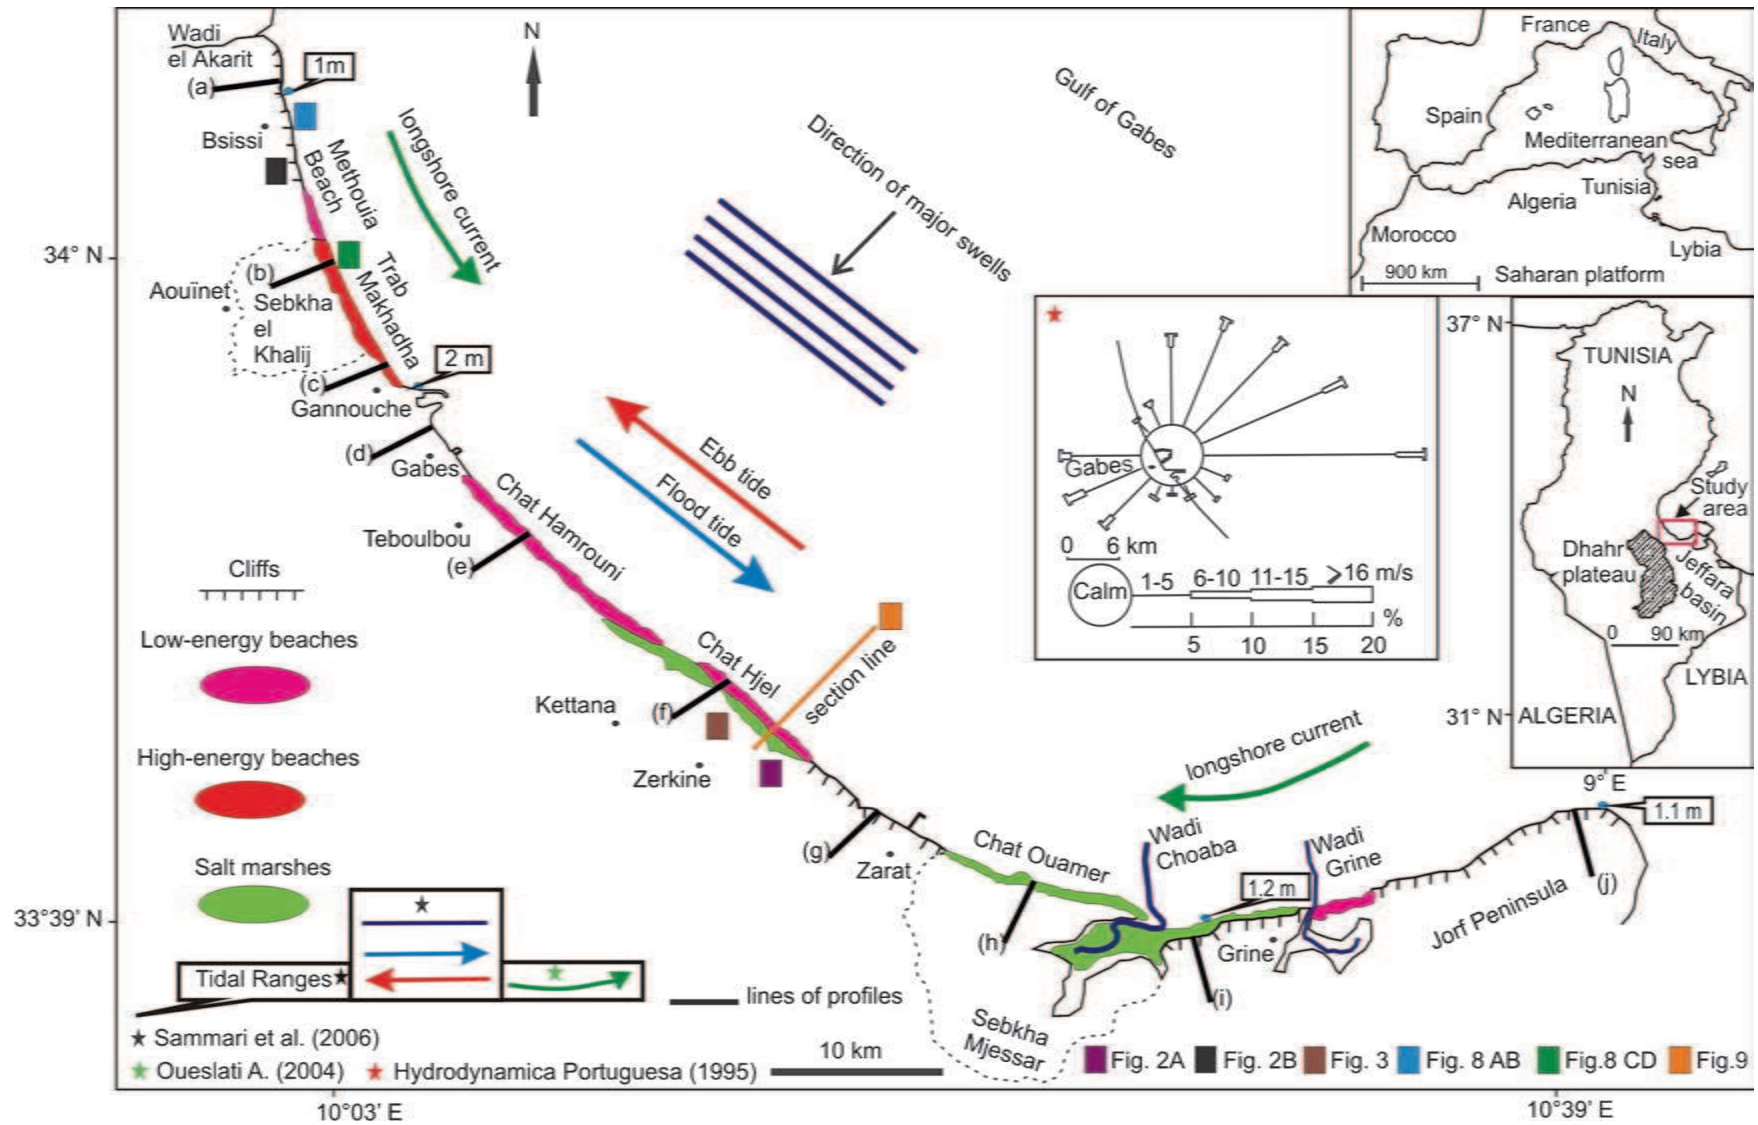 Wadi
el Akarit
(a)
1m
Bsissi
Methouia
Beach
longshore current
N
Direction of major swells
Gulf of Gabes
34° N
(b)
Aouïnet
Sebkha
el
Khalij
Trab
Makhadha
(c)
2 m
Gannouche
(d)
Gabes
Ebb tide
Flood tide
Chat Hamrouni
Teboulbou
(e)
Chat Hjel
section line
Kettana
(f)
Zerkine
(g)
Zarat
Chat Ouamer
(h)
Wadi
Choaba
longshore current
Wadi
Grine
1.2 m
Grine
(i)
1.1 m
(j)
Jorf Peninsula
Sebkha
Mjessar
33°39' N
10°03' E
10°39' E
Cliffs
Low-energy beaches
High-energy beaches
Salt marshes
Tidal Ranges★
★
★
lines of profiles
★ Sammari et al. (2006)
★ Oueslati A. (2004) ★ Hydrodynamica Portuguesa (1995)
10 km
Fig. 2A Fig. 2B Fig. 3 Fig. 8 AB Fig.8 CD Fig.9
France
Italy
Spain
Mediterranean
sea
Tunisia
Algeria
Morocco
Lybia
900 km
Saharan platform
★
Gabes
0 6 km
Calm
1-5 6-10 11-15 ⩾16 m/s
%
5 10 15 20
37° N
TUNISIA
N
Study
area
Dhahr
plateau
Jeffara
basin
0 90 km
LYBIA
31° N
ALGERIA
9° E